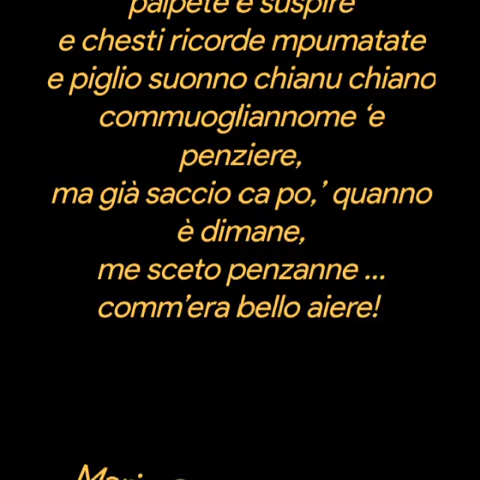 palpete e suspire
e chesti ricorde mpumatate
e piglio suonno chianu chiano
commuogliannome ‘e
penziere,
ma già saccio ca po,’ quanno
è dimane,
me sceto penzanne ...
comm’era bello aiere!